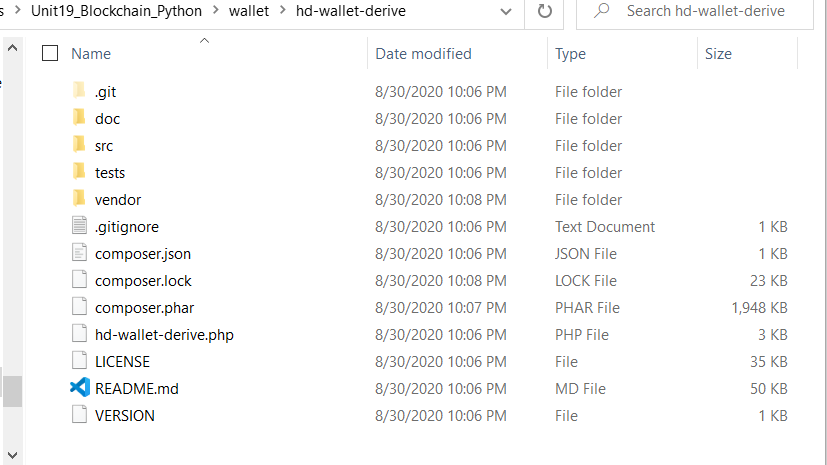 s > Unit19_Blockchain_Python > wallet > hd-wallet-derive Search hd-wallet-derive
Name Date modified Type Size
.git 8/30/2020 10:06 PM File folder
doc 8/30/2020 10:06 PM File folder
src 8/30/2020 10:06 PM File folder
tests 8/30/2020 10:06 PM File folder
vendor 8/30/2020 10:08 PM File folder
.gitignore 8/30/2020 10:06 PM Text Document 1 KB
composer.json 8/30/2020 10:06 PM JSON File 1 KB
composer.lock 8/30/2020 10:08 PM LOCK File 23 KB
composer.phar 8/30/2020 10:07 PM PHAR File 1,948 KB
hd-wallet-derive.php 8/30/2020 10:06 PM PHP File 3 KB
LICENSE 8/30/2020 10:06 PM File 35 KB
README.md 8/30/2020 10:06 PM MD File 50 KB
VERSION 8/30/2020 10:06 PM File 1 KB